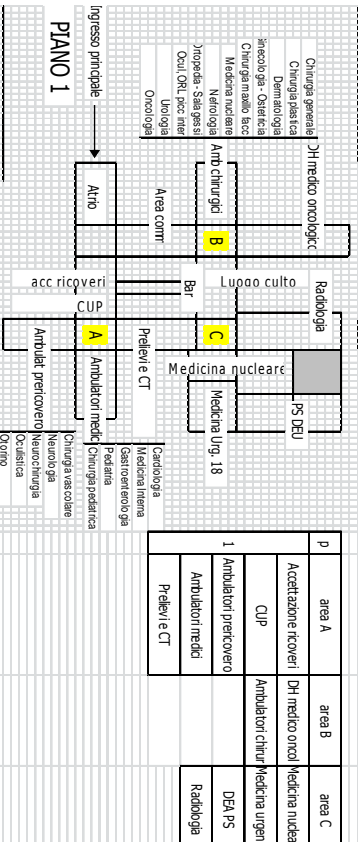 PIANO 1
Ingresso principale
Chirurgia generale
Chirurgia plastica
Dermatologia
inecologia - Ostetricia
Chirurgia maxillo facc
Medicina nucleare
Nefrologia
Ortopedia - Sala gessi
Ocul, ORL picc inter
Urologia
Oncologia
DH medico oncologico
Amb chirurgici
B
Area comm
Atrio
Radiologia
Luogo culto
Bar
acc ricoveri
CUP
C
A
Medicina nucleare
PS DEU
Medicina Urg. 18
Prelievi e CT
Ambulatori medic
Ambulat prericovero
Cardiologia
Medicina Interna
Gastroenterologia
Pediatria
Chirurgia pediatrica
Chirurgia vascolare
Neurologia
Neurochirurgia
Oculistica
Otorino
p area A area B area C
1
Accettazione ricoveri DH medico oncol Medicina nuclea
CUP Ambulatori chirur Medicina urgen
Ambulatori prericovero DEA PS
Ambulatori medici Radiologia
Prelievi e CT